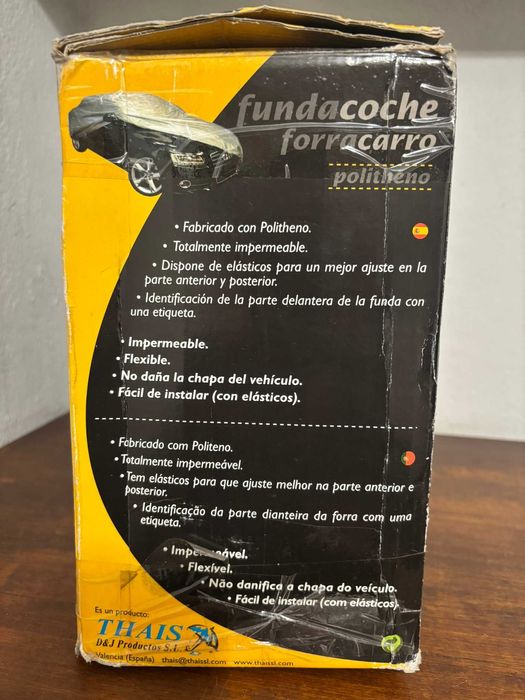 fundacoche
forracarro
politheno
• Fabricado con Politheno.
• Totalmente impermeable.
• Dispone de elásticos para un mejor ajuste en la
parte anterior y posterior.
• Identificación de la parte delantera de la funda con
una etiqueta.
• Impermeable.
• Flexible.
• No daña la chapa del vehículo.
• Fácil de instalar (con elásticos).
• Fabricado com Politeno.
• Totalmente impermeável.
• Tem elásticos para que ajuste melhor na parte anterior e
posterior.
• Identificação da parte dianteira da forra com uma
etiqueta.
• Impermeável.
• Flexível.
• Não danifica a chapa do veículo.
• Fácil de instalar (com elásticos).
Es un producto:
THAIS
D&J Productos S.L.
Valencia (España) thais@thaissl.com www.thaissl.com